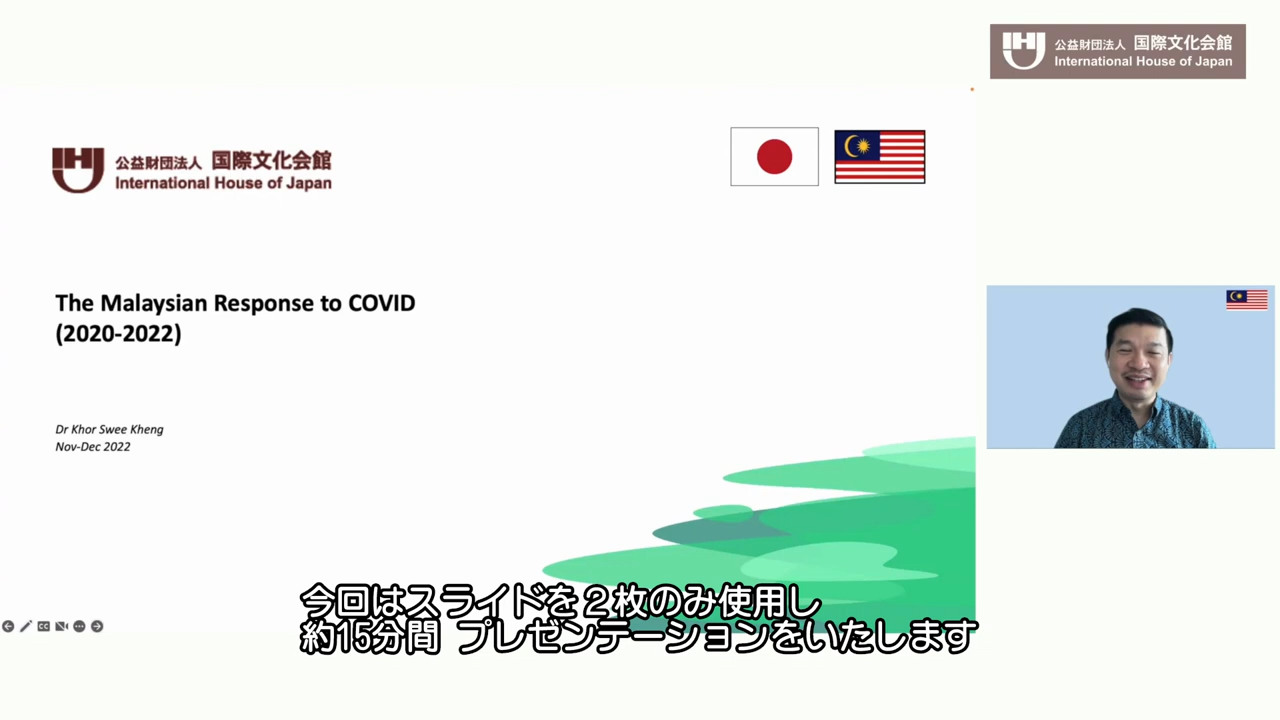 公益財団法人 国際文化会館
International House of Japan
公益財団法人 国際文化会館
International House of Japan
The Malaysian Response to COVID
(2020-2022)
Dr Khor Swee Kheng
Nov-Dec 2022
CC
今回はスライドを２枚のみ使用し
約15分間 プレゼンテーションをいたします